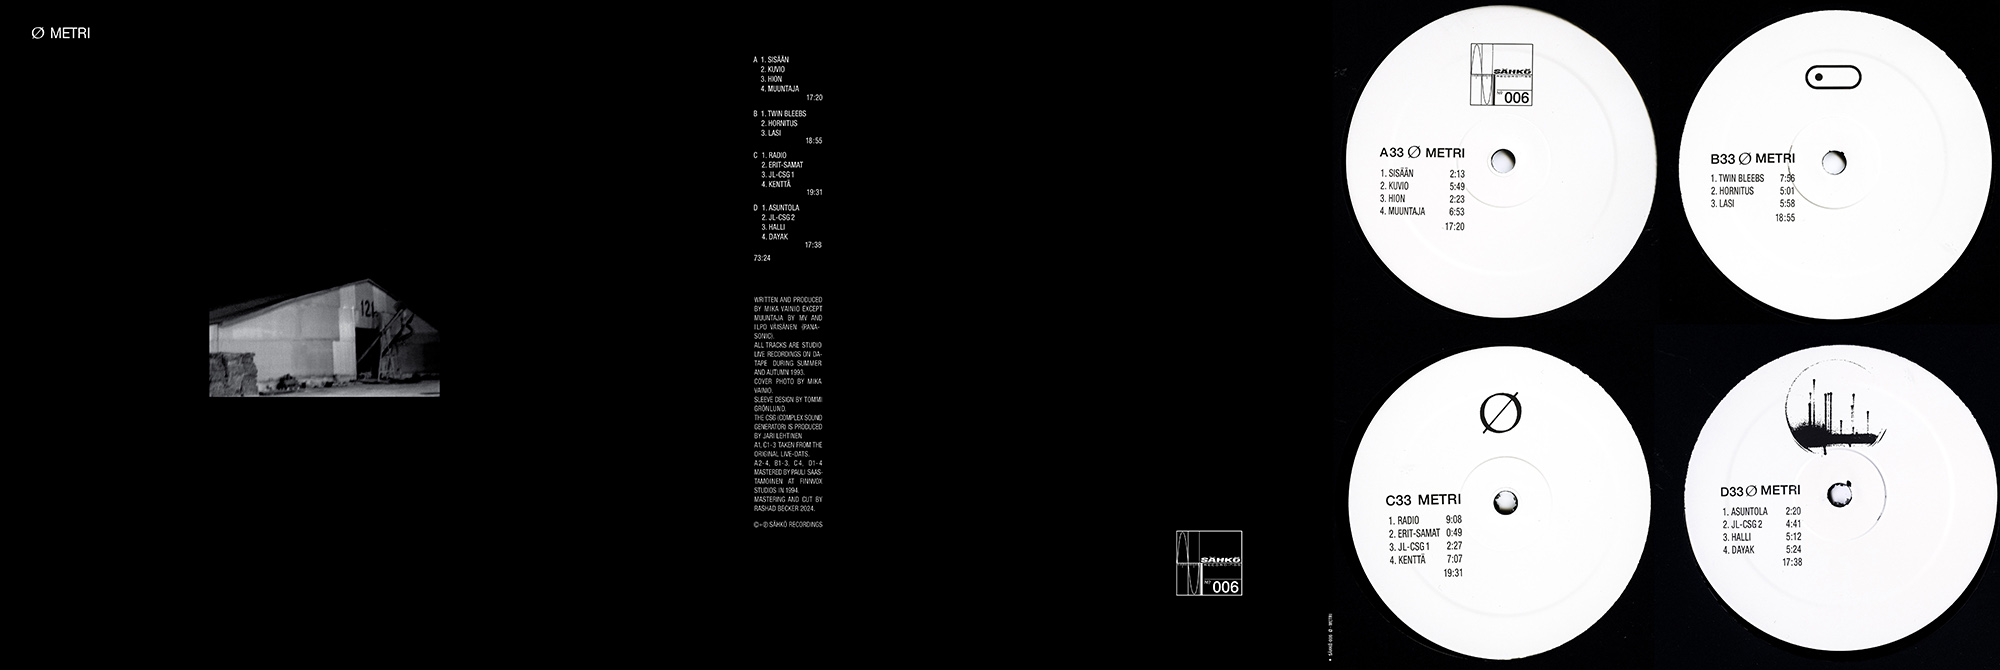 Ø METRI
A 1. SISÄÄN
2. KUVIO
3. HION
4. MUUNTAJA
17:20
B 1. TWIN BLEEBS
2. HORNITUS
3. LASI
18:55
C 1. RADIO
2. ERIT-SAMAT
3. JL-CSG 1
4. KENTTÄ
19:31
D 1. ASUNTOLA
2. JL-CSG 2
3. HALLI
4. DAYAK
17:38
73:24
WRITTEN AND PRODUCED
BY MIKA VAINIO EXCEPT
MUUNTAJA BY MV AND
ILPO VÄISÄNEN (PANA-
SONIC).
ALL TRACKS ARE STUDIO
LIVE RECORDINGS ON DA-
TAPE DURING SUMMER
AND AUTUMN 1993.
COVER PHOTO BY MIKA
VAINIO.
SLEEVE DESIGN BY TOMMI
GRÖNLUND.
THE CSG (COMPLEX SOUND
GENERATOR) IS PRODUCED
BY JARI LEHTINEN
A1, C1-3 TAKEN FROM THE
ORIGINAL LIVE-DATS.
A2-4, B1-3, C4, D1-4
MASTERED BY PAULI SAAS-
TAMOINEN AT FINNVOX
STUDIOS IN 1994.
MASTERING AND CUT BY
RASHAD BECKER 2024.
©+℗ SÄHKÖ RECORDINGS
121
SÄHKÖ
RECORDINGS
Nº 006
SÄHKÖ 006 Ø METRI
SÄHKÖ
RECORDINGS
Nº 006
A33 Ø METRI
1. SISÄÄN 2:13
2. KUVIO 5:49
3. HION 2:23
4. MUUNTAJA 6:53
17:20
B33 Ø METRI
1. TWIN BLEEBS 7:56
2. HORNITUS 5:01
3. LASI 5:58
18:55
Ø
C33 METRI
1. RADIO 9:08
2. ERIT-SAMAT 0:49
3. JL-CSG 1 2:27
4. KENTTÄ 7:07
19:31
D33 Ø METRI
1. ASUNTOLA 2:20
2. JL-CSG 2 4:41
3. HALLI 5:12
4. DAYAK 5:24
17:38